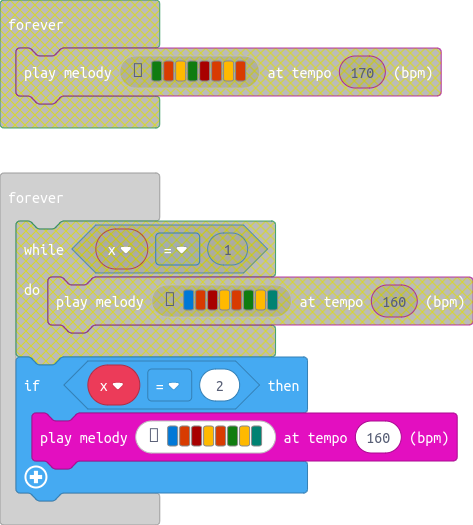 forever
play melody at tempo 170 (bpm)
forever
while x = 1
do play melody at tempo 160 (bpm)
if x = 2 then
play melody at tempo 160 (bpm)